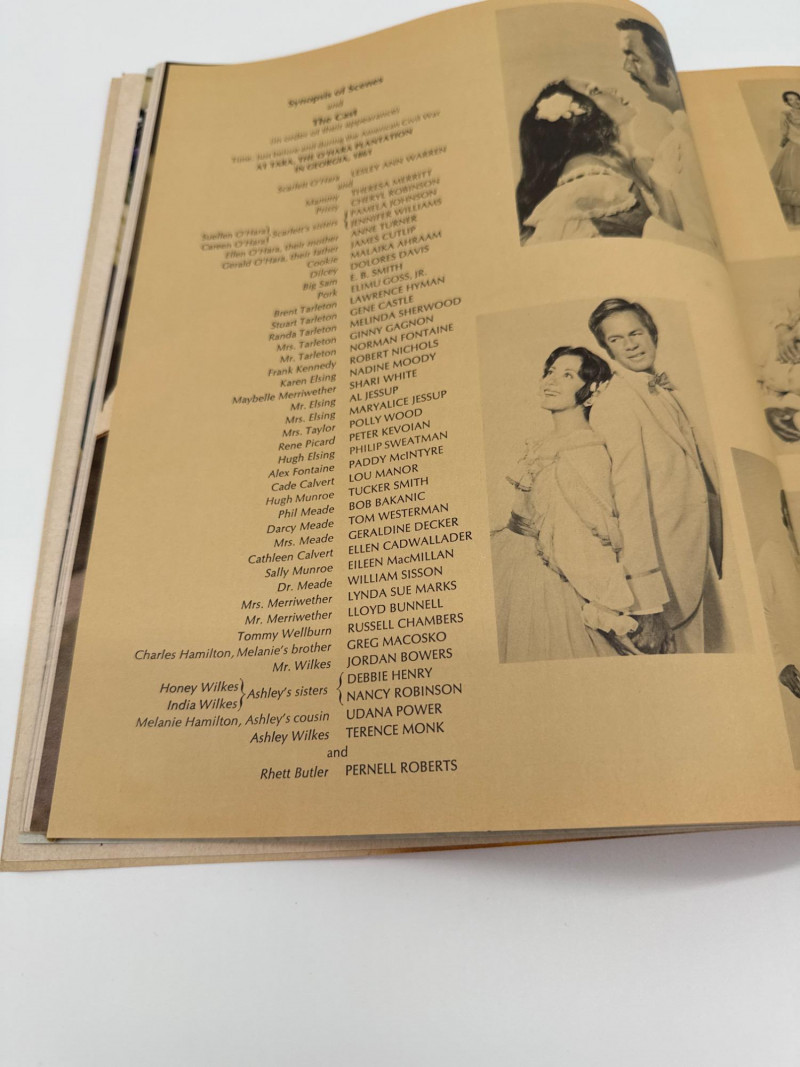 Synopsis of Scenes
and
The Cast
(In order of their appearances)
Time: Just before and during the American Civil War
AT TARA, THE O'HARA PLANTATION
IN GEORGIA, 1861
Scarlett O'Hara LESLEY ANN WARREN
and
Mammy THERESA MERRITT
Prissy CHERYL ROBINSON
Suellen O'Hara } Scarlett's sisters { PAMELA JOHNSON
Careen O'Hara } { JENNIFER WILLIAMS
Ellen O'Hara, their mother ANNE TURNER
Gerald O'Hara, their father JAMES CUTLIP
Cookie MALAIKA AHRAAM
Dilcey DOLORES DAVIS
Big Sam E. B. SMITH
Pork ELIMU GOSS, JR.
Brent Tarleton LAWRENCE HYMAN
Stuart Tarleton GENE CASTLE
Randa Tarleton MELINDA SHERWOOD
Mrs. Tarleton GINNY GAGNON
Mr. Tarleton NORMAN FONTAINE
Frank Kennedy ROBERT NICHOLS
Karen Elsing NADINE MOODY
Maybelle Merriwether SHARI WHITE
Mr. Elsing AL JESSUP
Mrs. Elsing MARYALICE JESSUP
Mrs. Taylor POLLY WOOD
Rene Picard PETER KEVOIAN
Hugh Elsing PHILIP SWEATMAN
Alex Fontaine PADDY McINTYRE
Cade Calvert LOU MANOR
Hugh Munroe TUCKER SMITH
Phil Meade BOB BAKANIC
Darcy Meade TOM WESTERMAN
Mrs. Meade GERALDINE DECKER
Cathleen Calvert ELLEN CADWALLADER
Sally Munroe EILEEN MacMILLAN
Dr. Meade WILLIAM SISSON
Mrs. Merriwether LYNDA SUE MARKS
Mr. Merriwether LLOYD BUNNELL
Tommy Wellburn RUSSELL CHAMBERS
Charles Hamilton, Melanie's brother GREG MACOSKO
Mr. Wilkes JORDAN BOWERS
Honey Wilkes } Ashley's sisters { DEBBIE HENRY
India Wilkes } { NANCY ROBINSON
Melanie Hamilton, Ashley's cousin UDANA POWER
Ashley Wilkes TERENCE MONK
and
Rhett Butler PERNELL ROBERTS